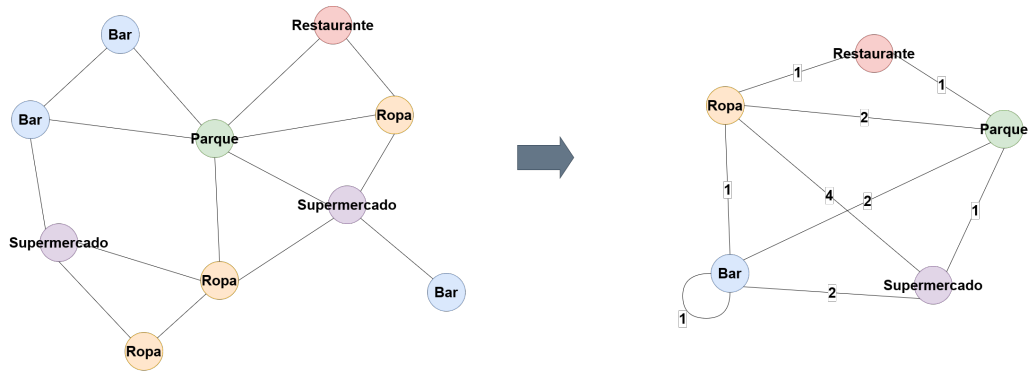 Bar
Restaurante
Bar
Parque
Ropa
Supermercado
Supermercado
Ropa
Bar
Ropa
Restaurante
1
1
Ropa
2
Parque
1
4
2
1
Bar
2
Supermercado
1